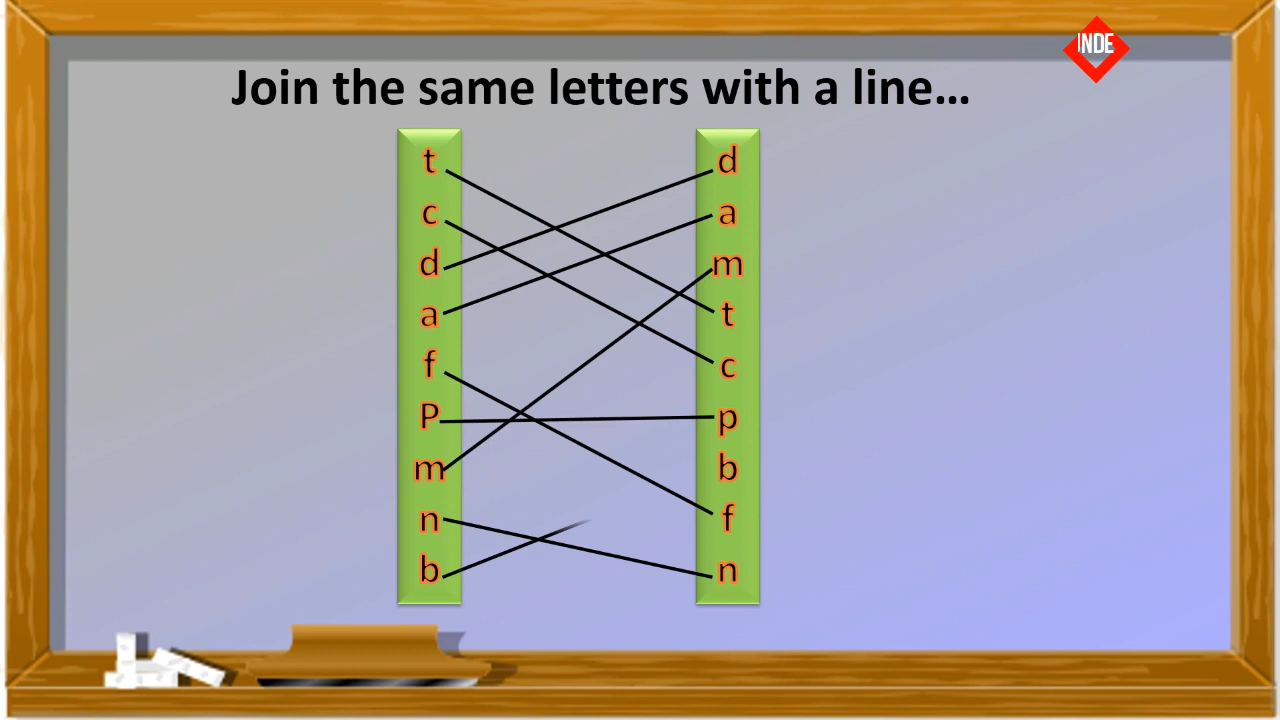 INDE
Join the same letters with a line...
t d
c a
d m
a t
f c
P p
m b
n f
b n